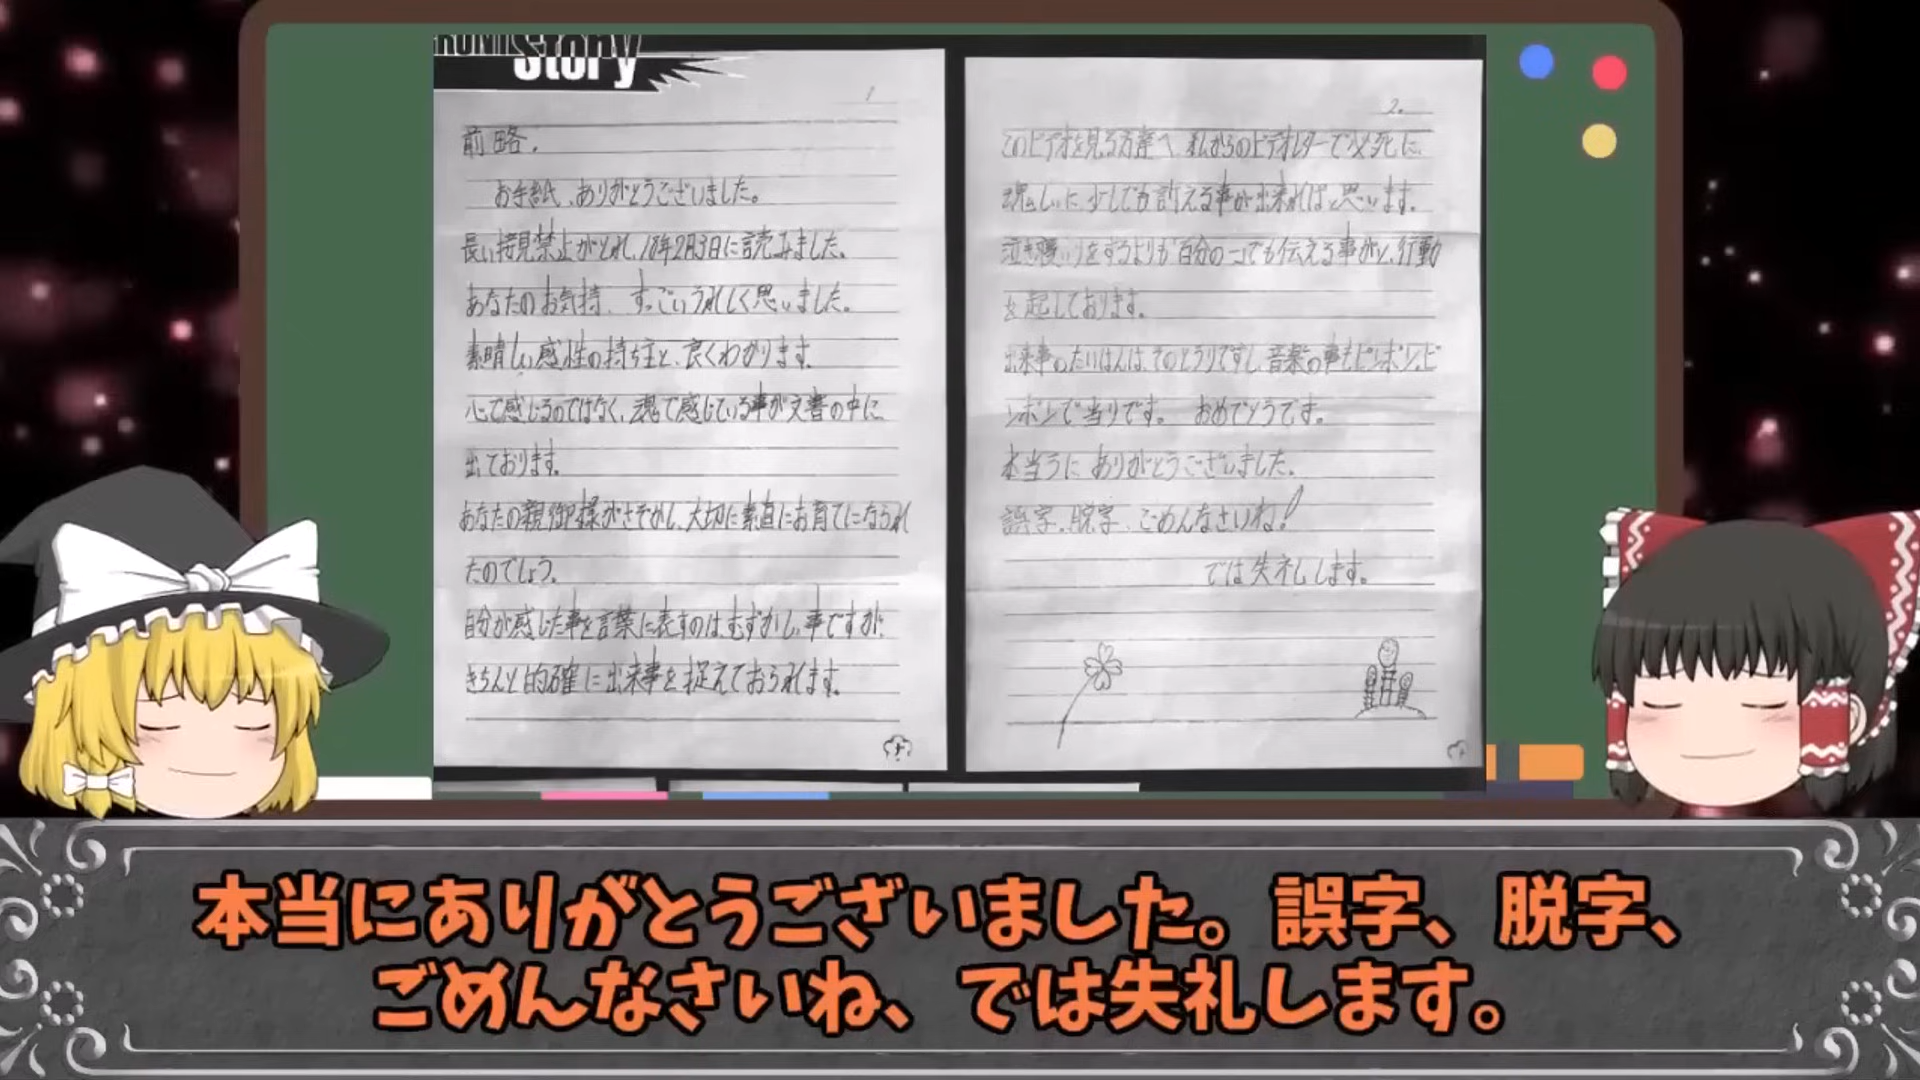 Story
1
前略、
お手紙、ありがとうございました。
長い接見禁止がとれ、18年2月3日に読みました。
あなたのお気持、すっごいうれしく思いました。
素晴しい感性の持ち主と、良くわかります。
心で感じるのではなく、魂で感じている事が文書の中に
出ております。
あなたの親御様がさぞかし、大切に素直にお育てになられ
たのでしょう。
自分が感じた事を言葉に表すのは、むずかしい事ですが、
きちんと的確に出来事を捉えておられます。
2.
このビデオを見る方達へ、私からのビデオレターで必死に、
魂しいに、少しでも訴える事が出来ればと思います。
泣き寝いりをするよりも百分の一でも伝える事がと、行動
を起しております。
出来事のたいはんは、そのとうりですし、音楽の事もピンポン、ピ
ンポンで当りです。 おめでとうです。
本当うに ありがとうございました。
誤字、脱字、ごめんなさいね!
では失礼します。
本当にありがとうございました。誤字、脱字、
ごめんなさいね、では失礼します。